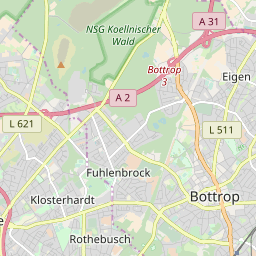 NSG Koellnischer
Wald
A 31
Bottrop
3
Eigen
A 2
L 621
L 511
Fuhlenbrock
Klosterhardt
Bottrop
Rothebusch